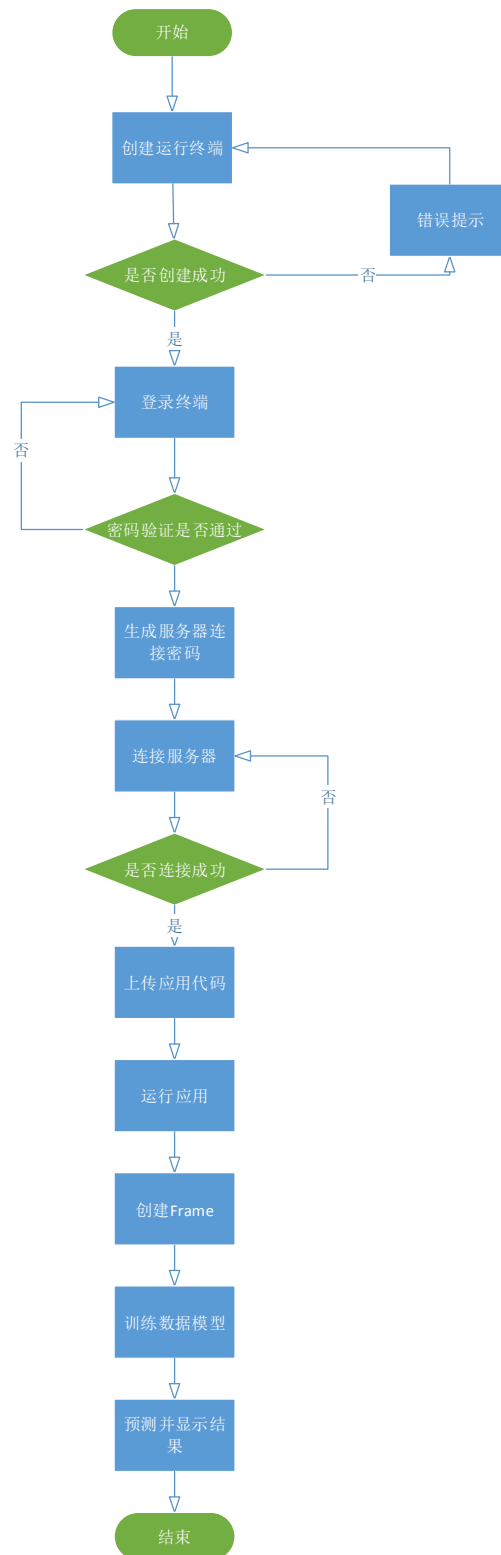 开始
创建运行终端
错误提示
是否创建成功
否
是
登录终端
否
密码验证是否通过
生成服务器连
接密码
连接服务器
否
是否连接成功
是
上传应用代码
运行应用
创建Frame
训练数据模型
预测并显示结
果
结束